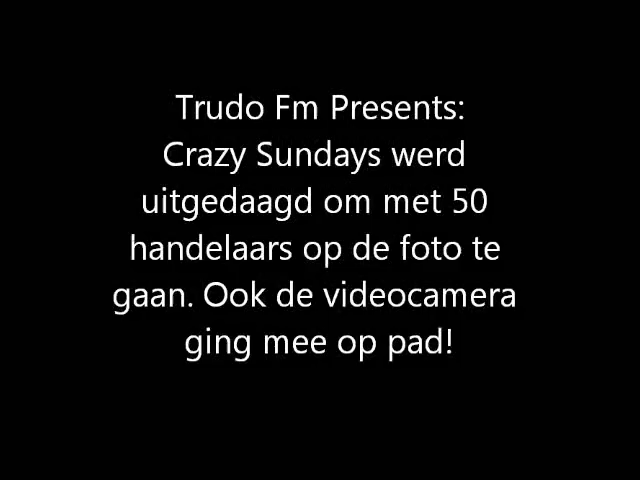 Trudo Fm Presents:
Crazy Sundays werd
uitgedaagd om met 50
handelaars op de foto te
gaan. Ook de videocamera
ging mee op pad!